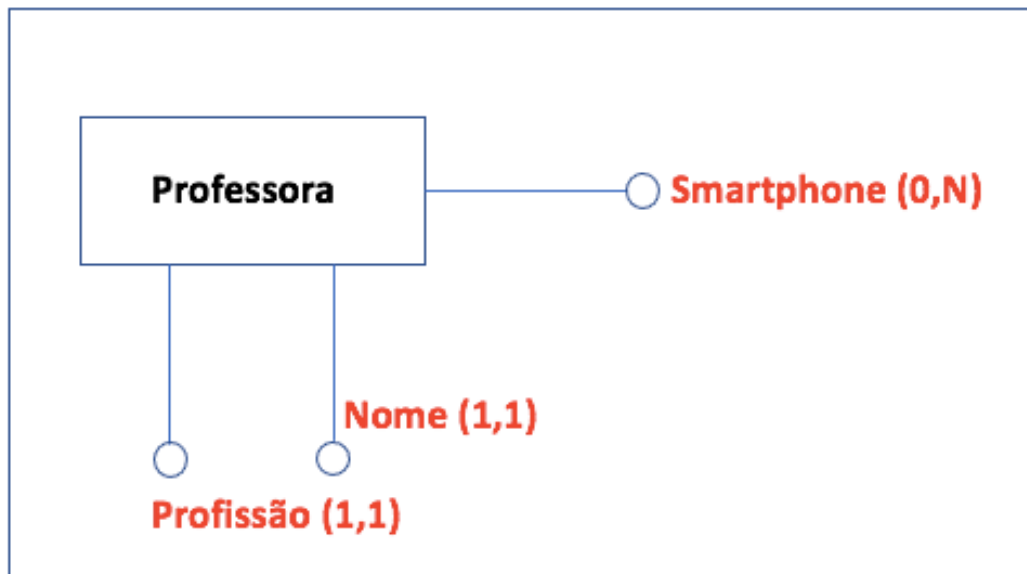 Professora
Smartphone (0,N)
Nome (1,1)
Profissão (1,1)